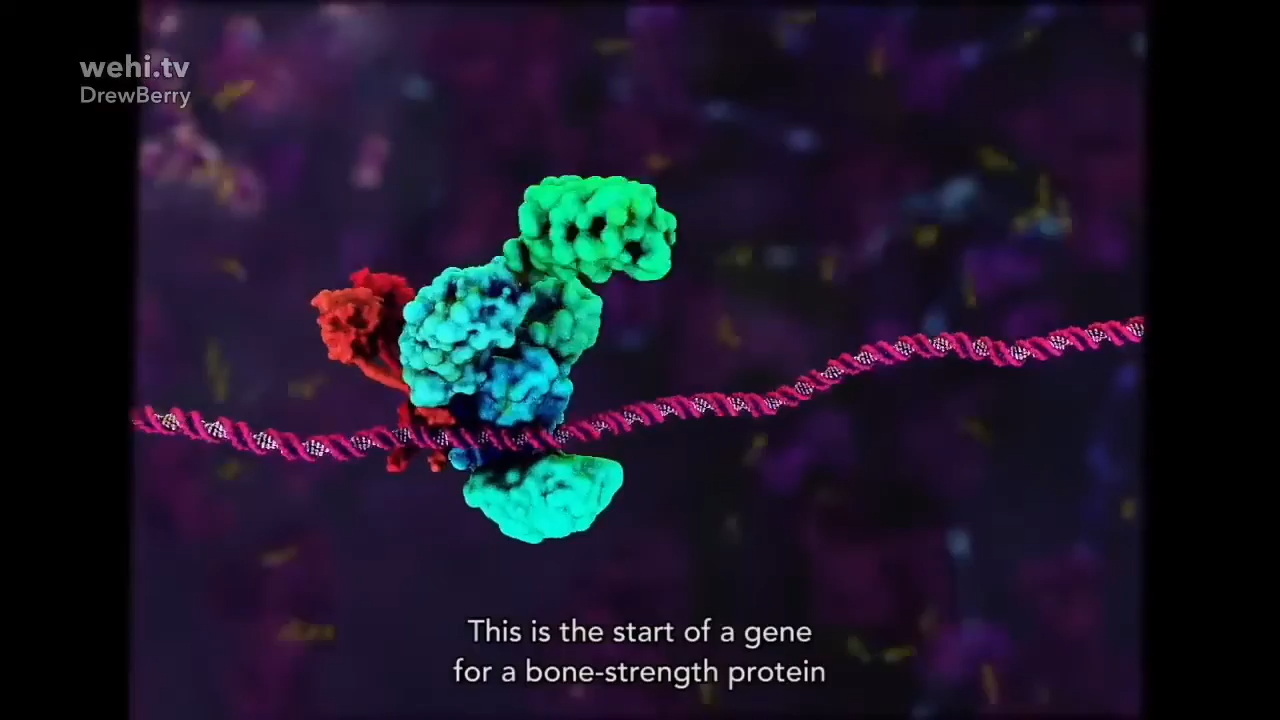 wehi.tv
DrewBerry
This is the start of a gene
for a bone-strength protein